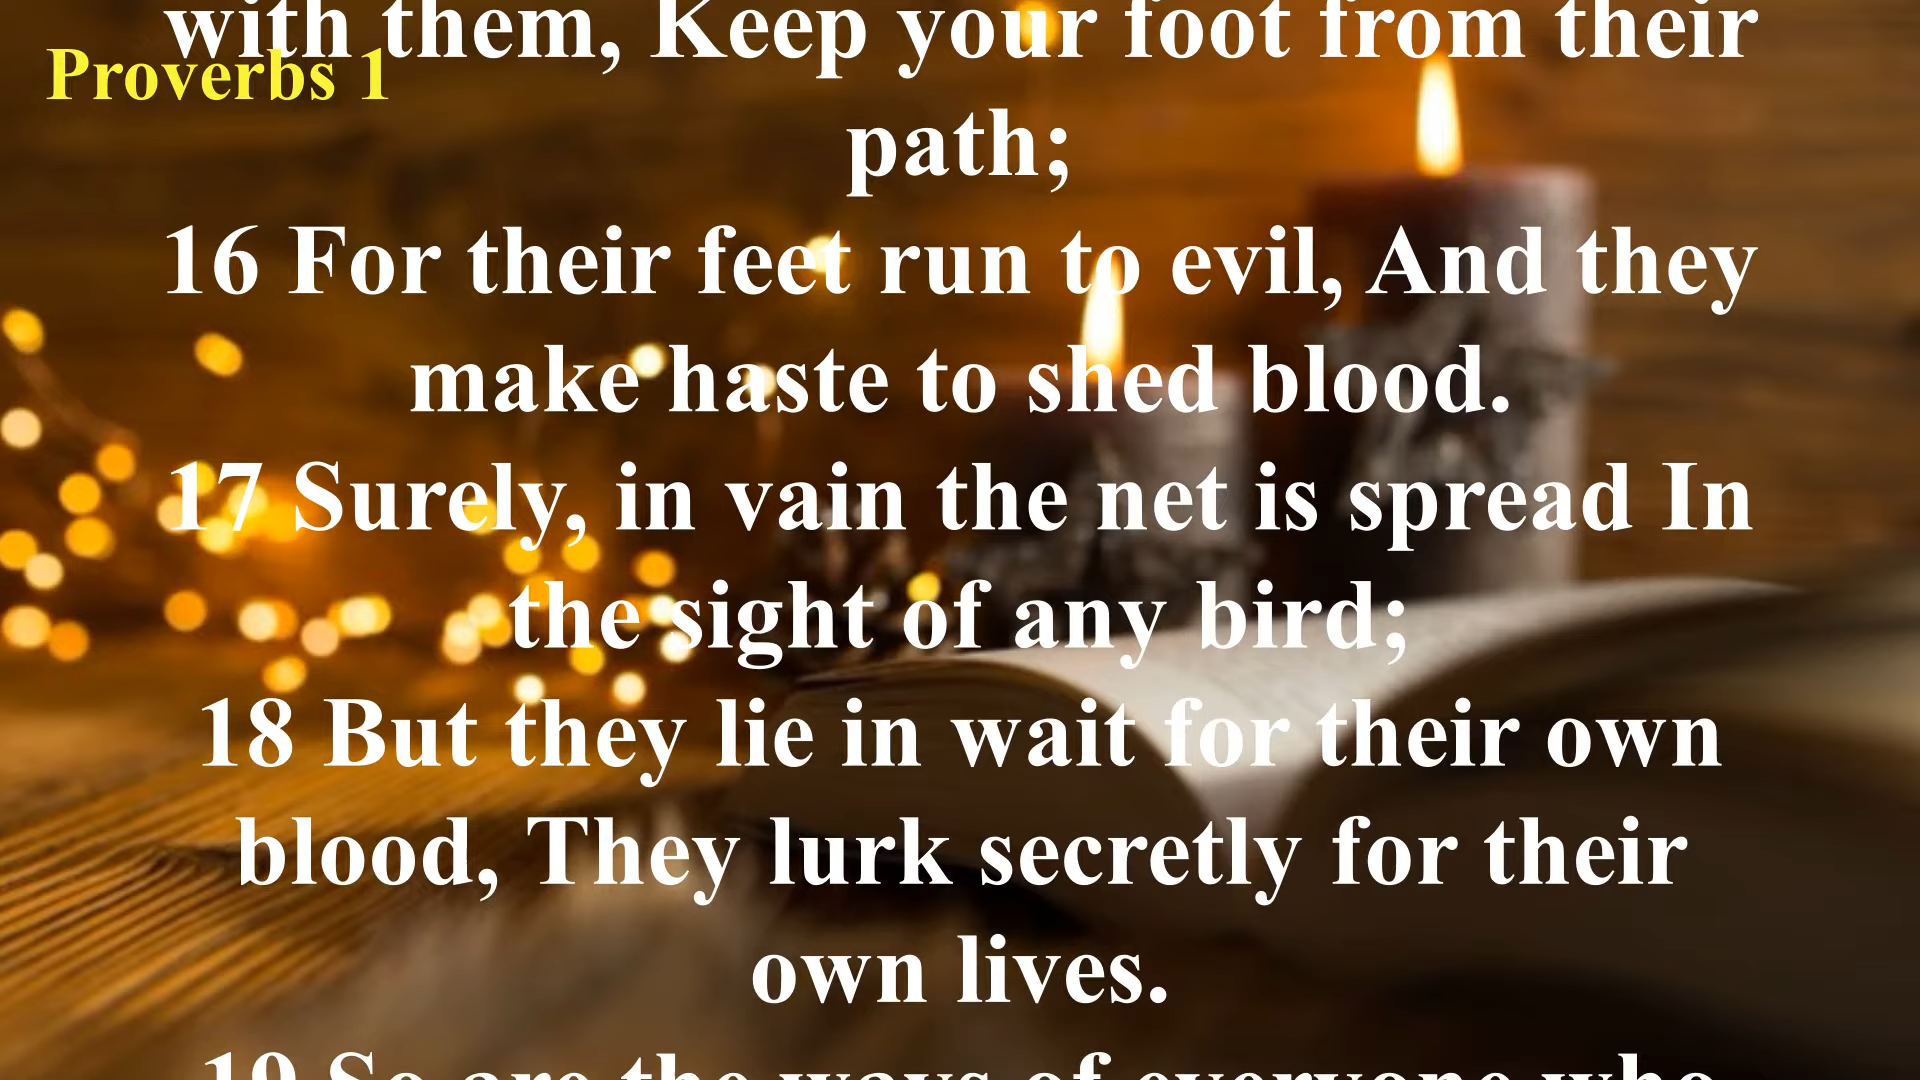 with them, Keep your foot from their
Proverbs 1
path;
16 For their feet run to evil, And they
make haste to shed blood.
17 Surely, in vain the net is spread In
the sight of any bird;
18 But they lie in wait for their own
blood, They lurk secretly for their
own lives.
19 So are the ways of everyone who